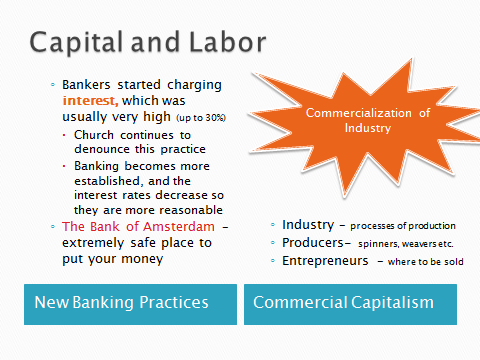 Capital and Labor
◦ Bankers started charging
interest, which was
usually very high (up to 30%)
• Church continues to
denounce this practice
• Banking becomes more
established, and the
interest rates decrease so
they are more reasonable
◦ The Bank of Amsterdam –
extremely safe place to
put your money
New Banking Practices
Commercialization of
Industry
◦ Industry – processes of production
◦ Producers– spinners, weavers etc.
◦ Entrepreneurs – where to be sold
Commercial Capitalism